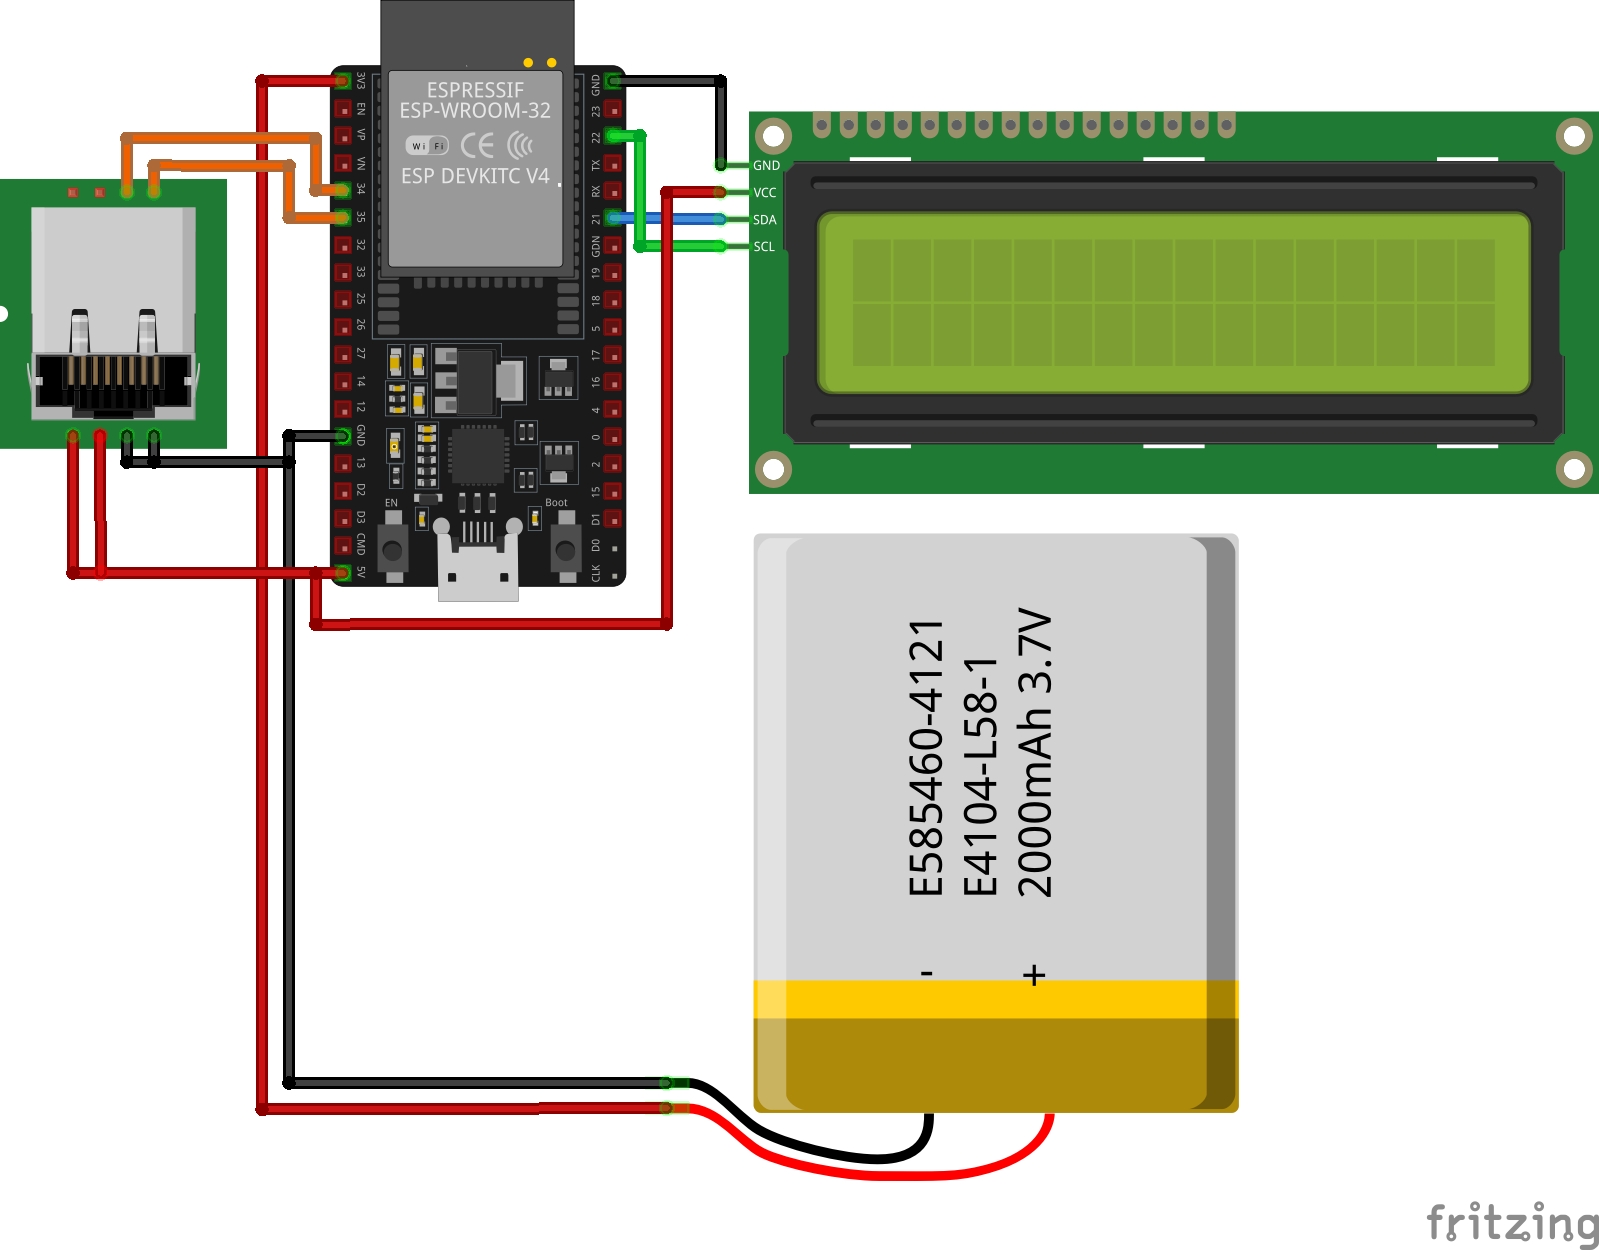 ESPRESSIF
ESP-WROOM-32
Wi Fi
CE
ESP DEVKITC V4
3V3
EN
VP
VN
34
35
32
33
25
26
27
14
12
GND
13
D2
D3
CMD
5V
GND
23
22
TX
RX
21
GDN
19
18
5
17
16
4
0
2
15
D1
D0
CLK
EN
Boot
GND
VCC
SDA
SCL
E585460-4121
E4104-L58-1
2000mAh 3.7V
- +
fritzing